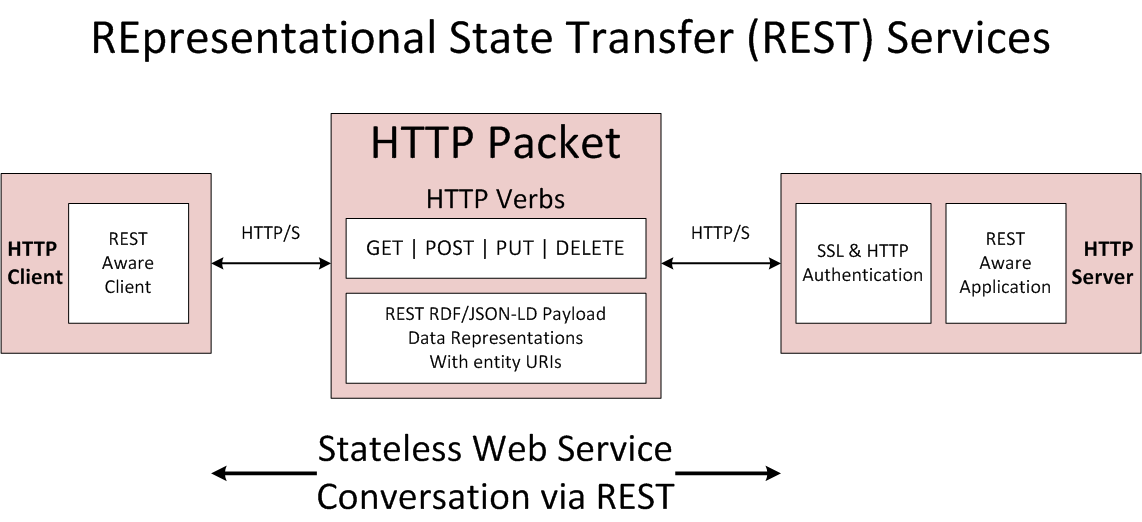 REpresentational State Transfer (REST) Services
HTTP Packet
HTTP Verbs
GET | POST | PUT | DELETE
REST RDF/JSON-LD Payload
Data Representations
With entity URIs
HTTP
Client
REST
Aware
Client
HTTP/S
HTTP/S
SSL & HTTP
Authentication
REST
Aware
Application
HTTP
Server
Stateless Web Service
Conversation via REST